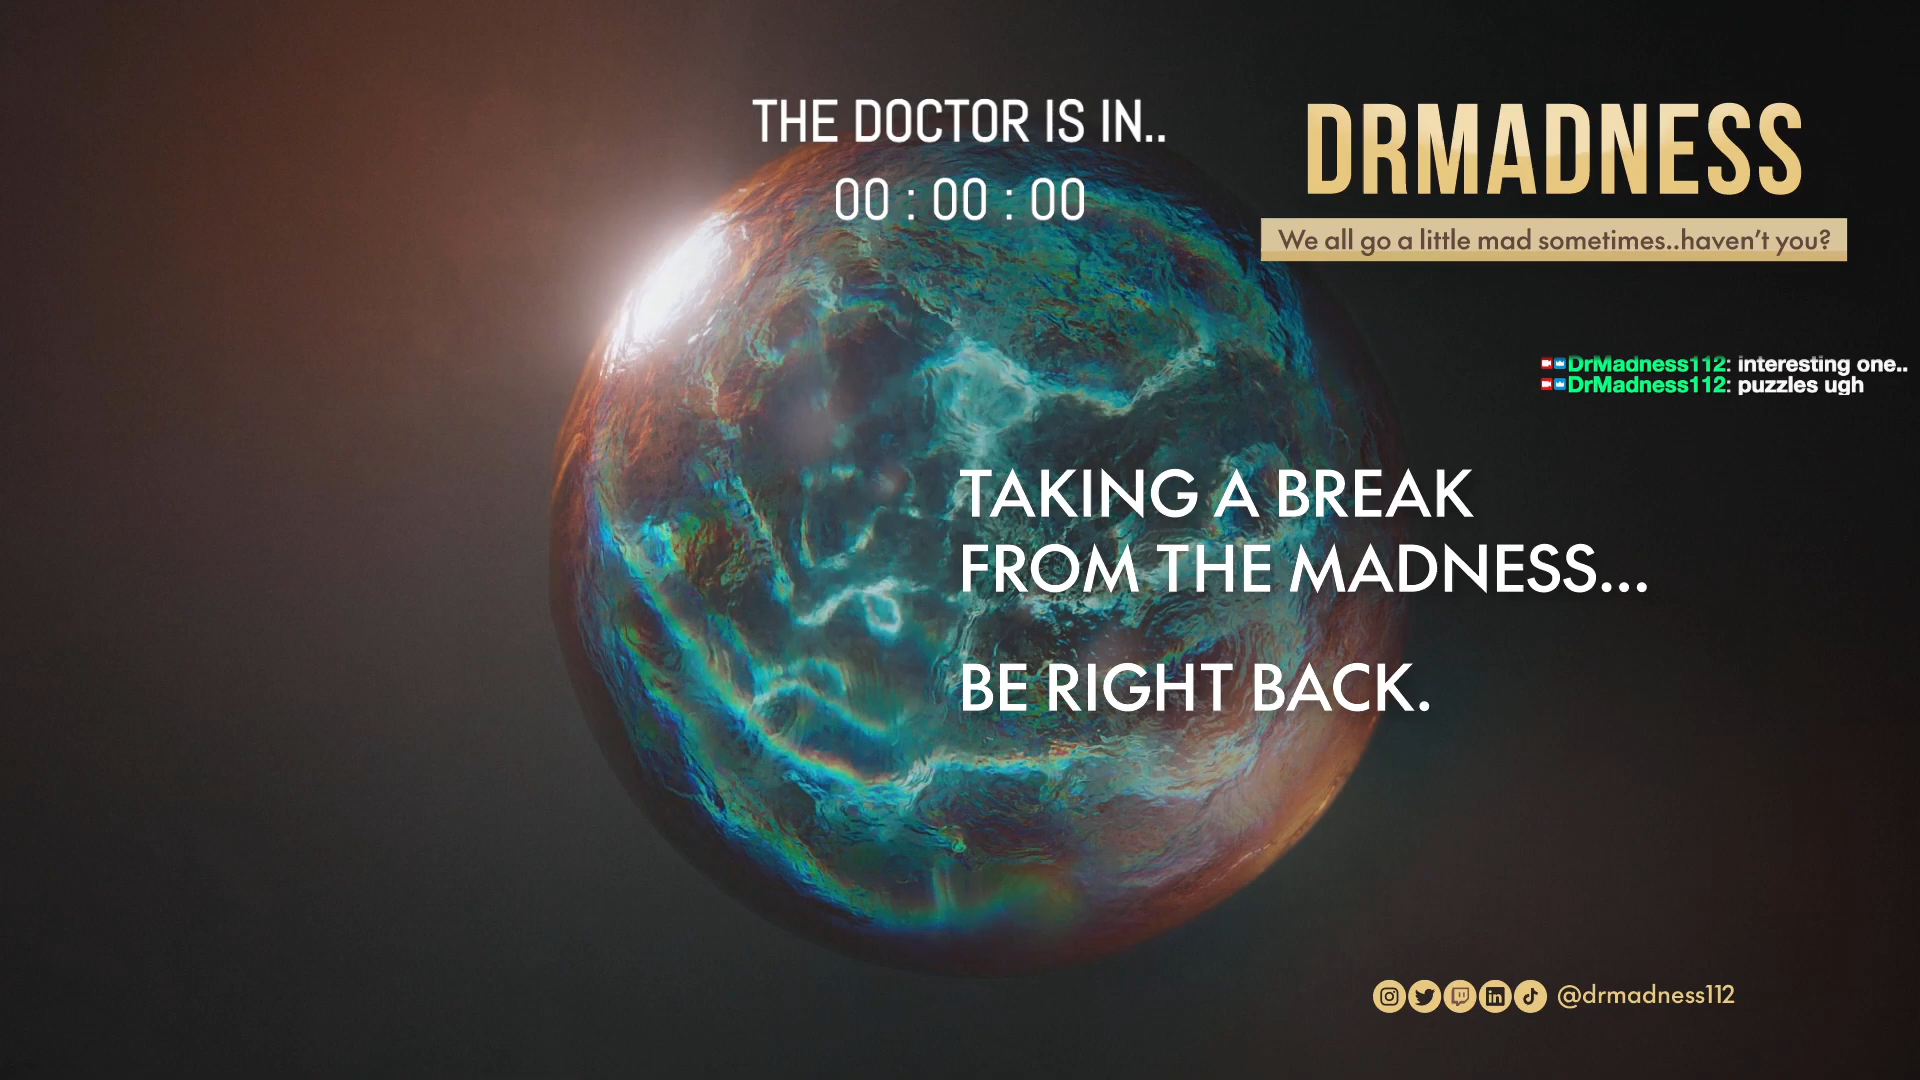 THE DOCTOR IS IN..
00 : 00 : 00
DRMADNESS
We all go a little mad sometimes..haven't you?
DrMadness112: interesting one..
DrMadness112: puzzles ugh
TAKING A BREAK
FROM THE MADNESS...
BE RIGHT BACK.
@drmadness112